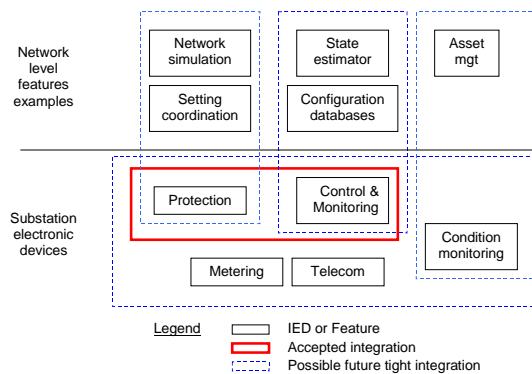 Network
level
features
examples
Network
simulation
State
estimator
Asset
mgt
Setting
coordination
Configuration
databases
Substation
electronic
devices
Protection
Control &
Monitoring
Condition
monitoring
Metering
Telecom
Legend
IED or Feature
Accepted integration
Possible future tight integration